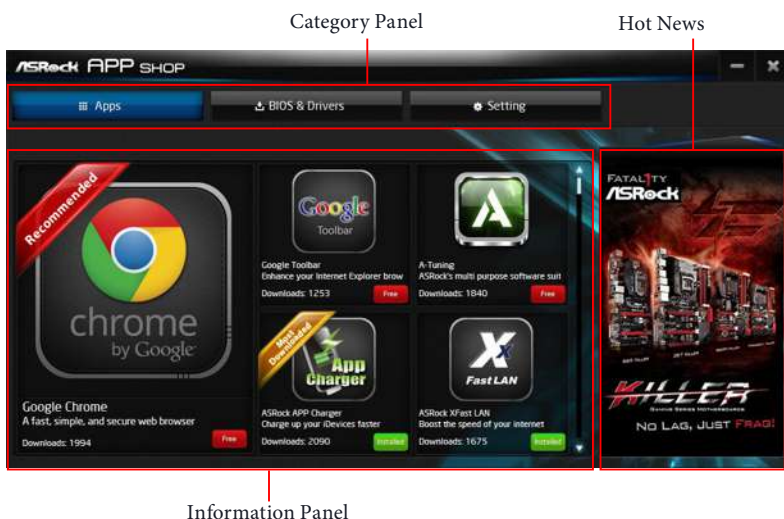 Category Panel
Hot News
ASRock APP SHOP
Apps
BIOS & Drivers
Setting
Recommended
chrome
by Google
Google Chrome
A fast, simple, and secure web browser
Downloads: 1994
Free
Google
Toolbar
Google Toolbar
Enhance your Internet Explorer brow
Downloads: 1253
Free
A-Tuning
ASRock's multi purpose software suit
Downloads: 1840
Free
Most
Downloaded
App
Charger
ASRock APP Charger
Charge up your iDevices faster
Downloads: 2090
Installed
X
Fast LAN
ASRock XFast LAN
Boost the speed of your internet
Downloads: 1675
Installed
FATAL1TY
ASRock
KILLER
GAMING SERIES MOTHERBOARDS
NO LAG, JUST FRAG!
Information Panel